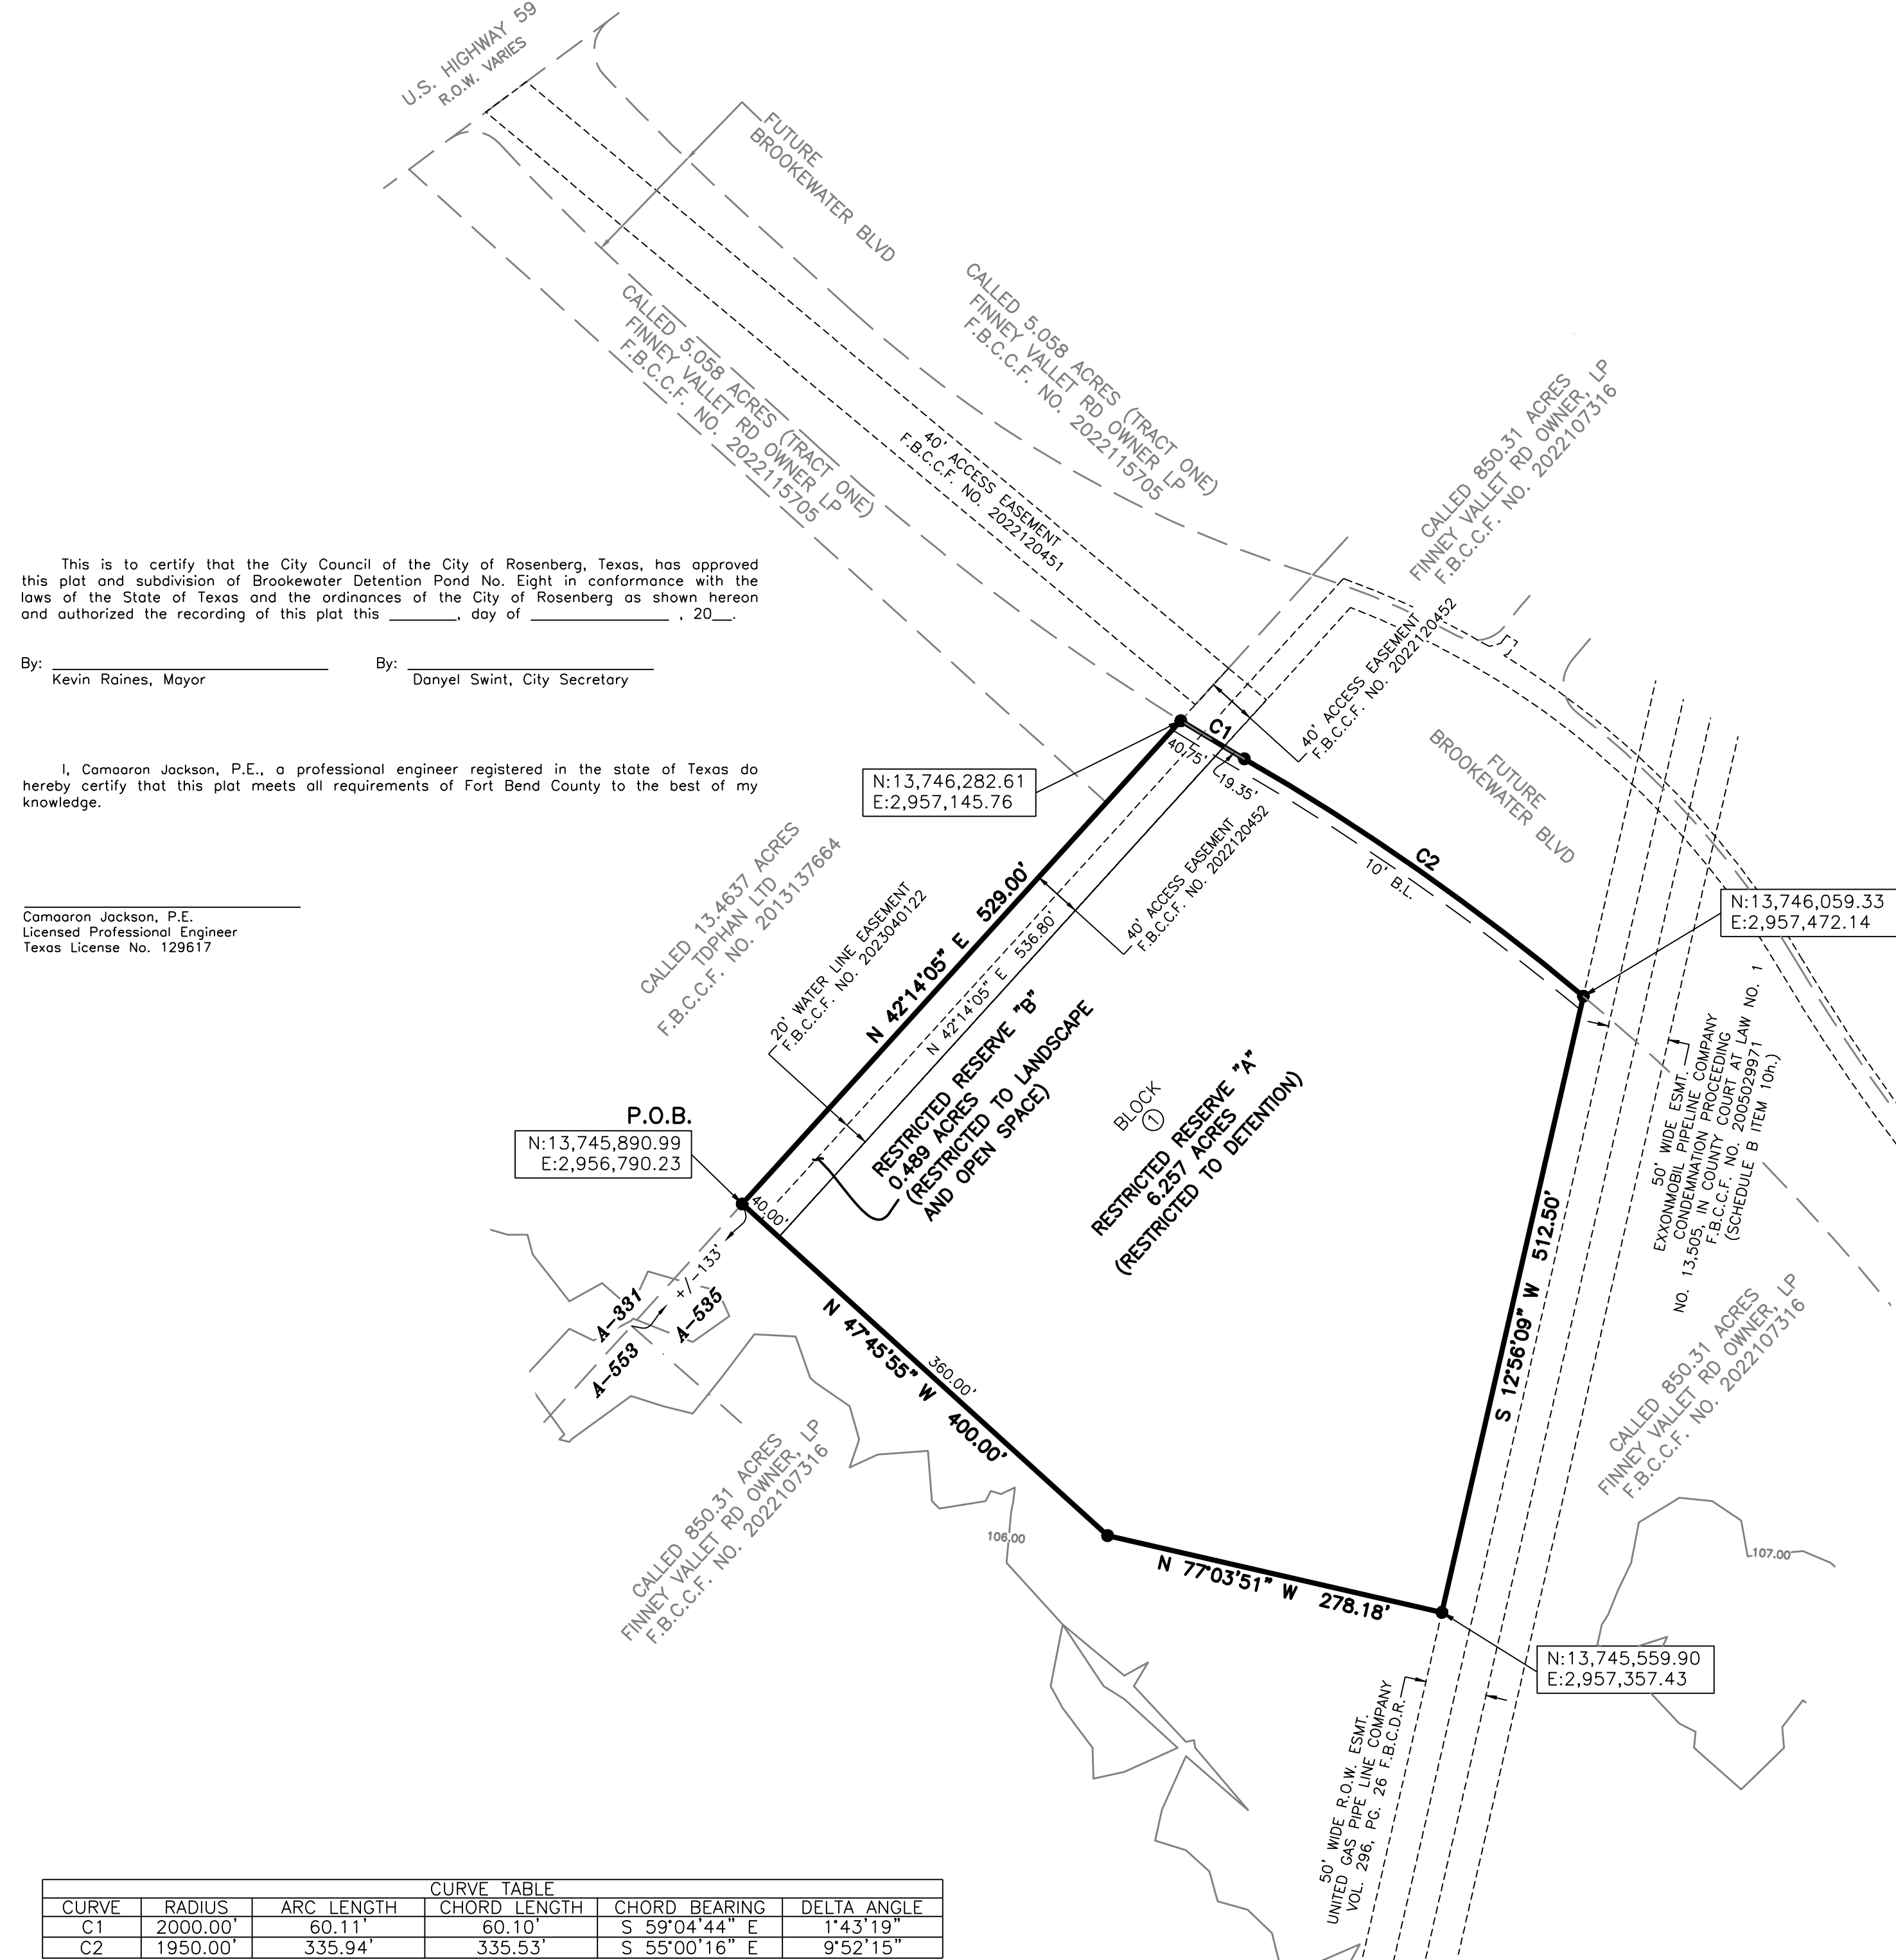 U.S. HIGHWAY 59
R.O.W. VARIES
FUTURE
BROOKEWATER BLVD
CALLED 5.058 ACRES (TRACT ONE)
FINNEY VALLET RD OWNER LP
F.B.C.C.F. NO. 2022115705
CALLED 5.058 ACRES (TRACT ONE)
FINNEY VALLET RD OWNER LP
F.B.C.C.F. NO. 2022115705
40' ACCESS EASEMENT
F.B.C.C.F. NO. 2022120451
CALLED 850.31 ACRES
FINNEY VALLET RD OWNER, LP
F.B.C.C.F. NO. 2022107316
This is to certify that the City Council of the City of Rosenberg, Texas, has approved
this plat and subdivision of Brookewater Detention Pond No. Eight in conformance with the
laws of the State of Texas and the ordinances of the City of Rosenberg as shown hereon
and authorized the recording of this plat this ________, day of ________________ , 20__.
By: ________________ By: ________________
Kevin Raines, Mayor Danyel Swint, City Secretary
I, Camaaron Jackson, P.E., a professional engineer registered in the state of Texas do
hereby certify that this plat meets all requirements of Fort Bend County to the best of my
knowledge.
Camaaron Jackson, P.E.
Licensed Professional Engineer
Texas License No. 129617
40' ACCESS EASEMENT
F.B.C.C.F. NO. 2022120452
C1
40.75'
19.35'
N:13,746,282.61
E:2,957,145.76
FUTURE
BROOKEWATER BLVD
C2
10' B.L.
N:13,746,059.33
E:2,957,472.14
CALLED 13.4637 ACRES
TDPHAN LTD
F.B.C.C.F. NO. 2013137664
20' WATER LINE EASEMENT
F.B.C.C.F. NO. 2023040122
N 42°14'05" E 529.00'
N 42°14'05" E 536.80'
40' ACCESS EASEMENT
F.B.C.C.F. NO. 2022120452
RESTRICTED RESERVE "B"
0.489 ACRES
(RESTRICTED TO LANDSCAPE
AND OPEN SPACE)
BLOCK
1
RESTRICTED RESERVE "A"
6.257 ACRES
(RESTRICTED TO DETENTION)
50' WIDE ESMT.
EXXONMOBIL PIPELINE COMPANY
CONDEMNATION PROCEEDING
NO. 13,505, IN COUNTY COURT AT LAW NO. 1
F.B.C.C.F. NO. 2005029971
(SCHEDULE B ITEM 10h.)
P.O.B.
N:13,745,890.99
E:2,956,790.23
40.00'
+/-133'
A-331
A-535
A-553
N 47°45'55" W 400.00'
360.00'
S 12°56'09" W 512.50'
N 77°03'51" W 278.18'
CALLED 850.31 ACRES
FINNEY VALLET RD OWNER, LP
F.B.C.C.F. NO. 2022107316
CALLED 850.31 ACRES
FINNEY VALLET RD OWNER, LP
F.B.C.C.F. NO. 2022107316
106.00
107.00
N:13,745,559.90
E:2,957,357.43
50' WIDE R.O.W. ESMT.
UNITED GAS PIPE LINE COMPANY
VOL. 296, PG. 26 F.B.C.D.R.
CURVE TABLE
CURVE RADIUS ARC LENGTH CHORD LENGTH CHORD BEARING DELTA ANGLE
C1 2000.00' 60.11' 60.10' S 59°04'44" E 1°43'19"
C2 1950.00' 335.94' 335.53' S 55°00'16" E 9°52'15"